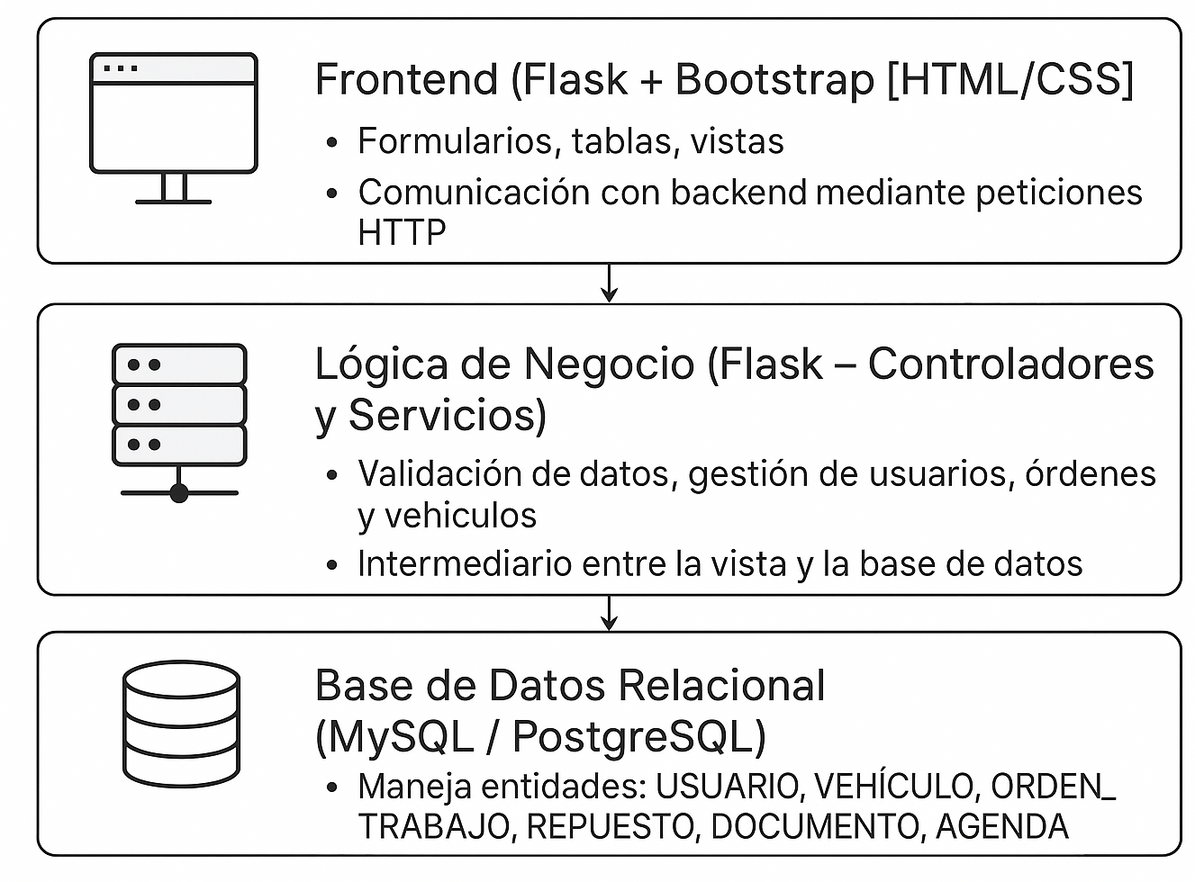 Frontend (Flask + Bootstrap [HTML/CSS]
• Formularios, tablas, vistas
• Comunicación con backend mediante peticiones
HTTP
Lógica de Negocio (Flask – Controladores
y Servicios)
• Validación de datos, gestión de usuarios, órdenes
y vehiculos
• Intermediario entre la vista y la base de datos
Base de Datos Relacional
(MySQL / PostgreSQL)
• Maneja entidades: USUARIO, VEHÍCULO, ORDEN_
TRABAJO, REPUESTO, DOCUMENTO, AGENDA